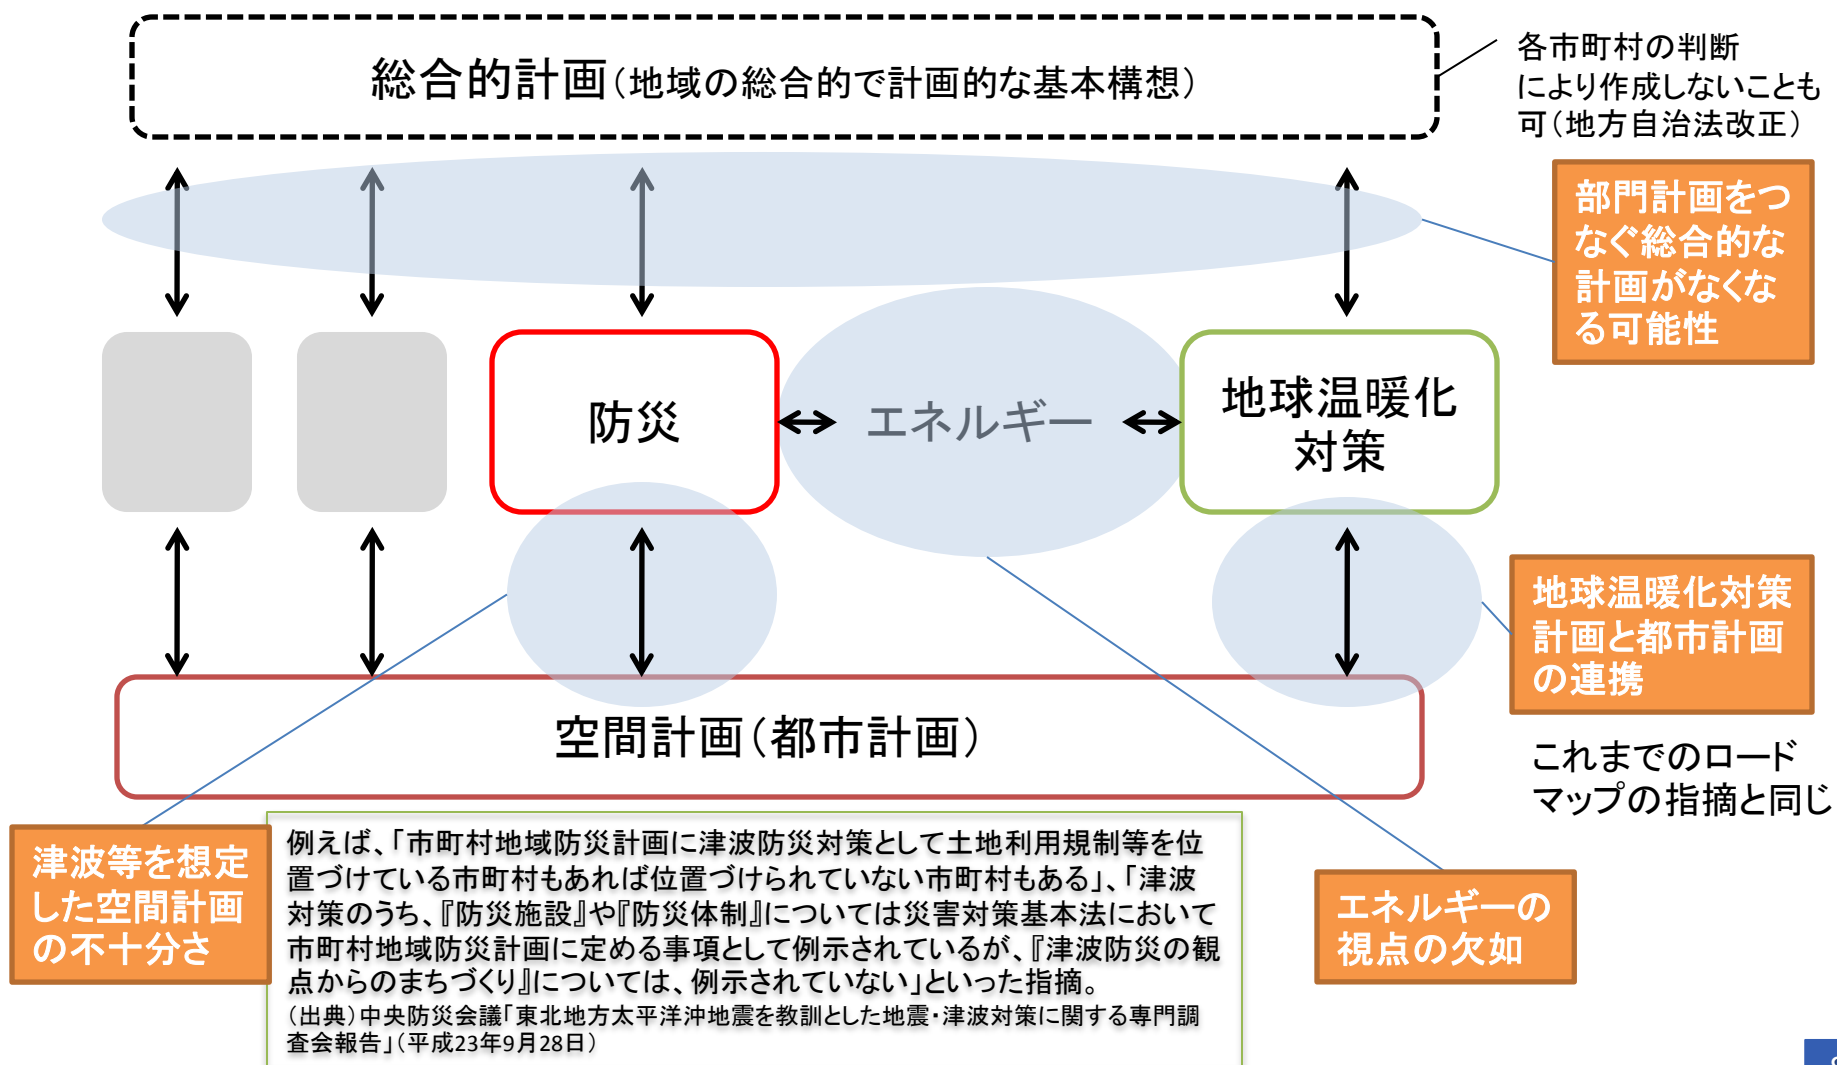 総合的計画（地域の総合的で計画的な基本構想）
各市町村の判断
により作成しないことも
可（地方自治法改正）
部門計画をつ
なぐ総合的な
計画がなくな
る可能性
防災
エネルギー
地球温暖化
対策
地球温暖化対策
計画と都市計画
の連携
これまでのロード
マップの指摘と同じ
空間計画（都市計画）
津波等を想定
した空間計画
の不十分さ
例えば、「市町村地域防災計画に津波防災対策として土地利用規制等を位
置づけている市町村もあれば位置づけられていない市町村もある」、「津波
対策のうち、『防災施設』や『防災体制』については災害対策基本法において
市町村地域防災計画に定める事項として例示されているが、『津波防災の観
点からのまちづくり』については、例示されていない」といった指摘。
（出典）中央防災会議「東北地方太平洋沖地震を教訓とした地震・津波対策に関する専門調
査会報告」（平成23年9月28日）
エネルギーの
視点の欠如